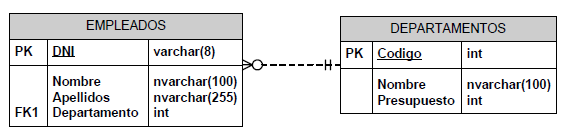 EMPLEADOS
PK DNI varchar(8)
Nombre nvarchar(100)
Apellidos nvarchar(255)
FK1 Departamento int
DEPARTAMENTOS
PK Codigo int
Nombre nvarchar(100)
Presupuesto int